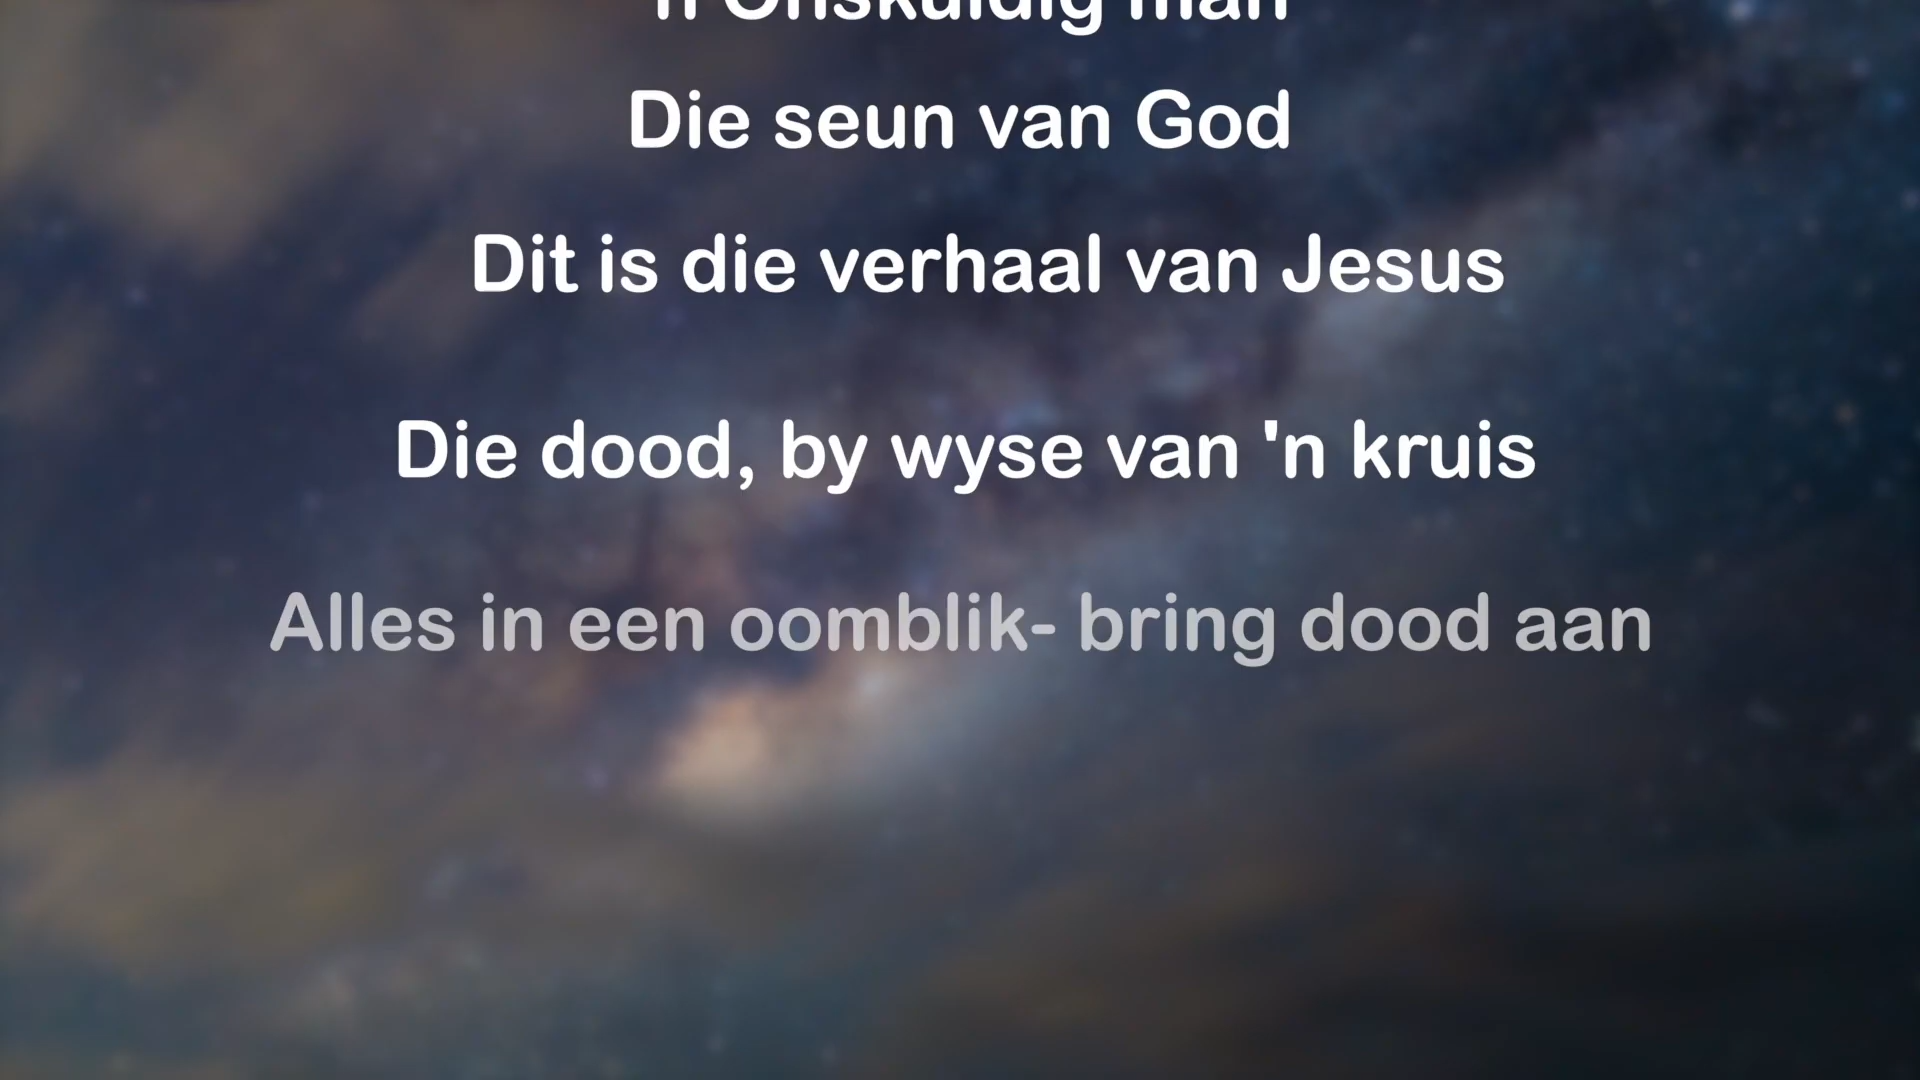 'n Onskuldig man
Die seun van God
Dit is die verhaal van Jesus
Die dood, by wyse van 'n kruis
Alles in een oomblik- bring dood aan